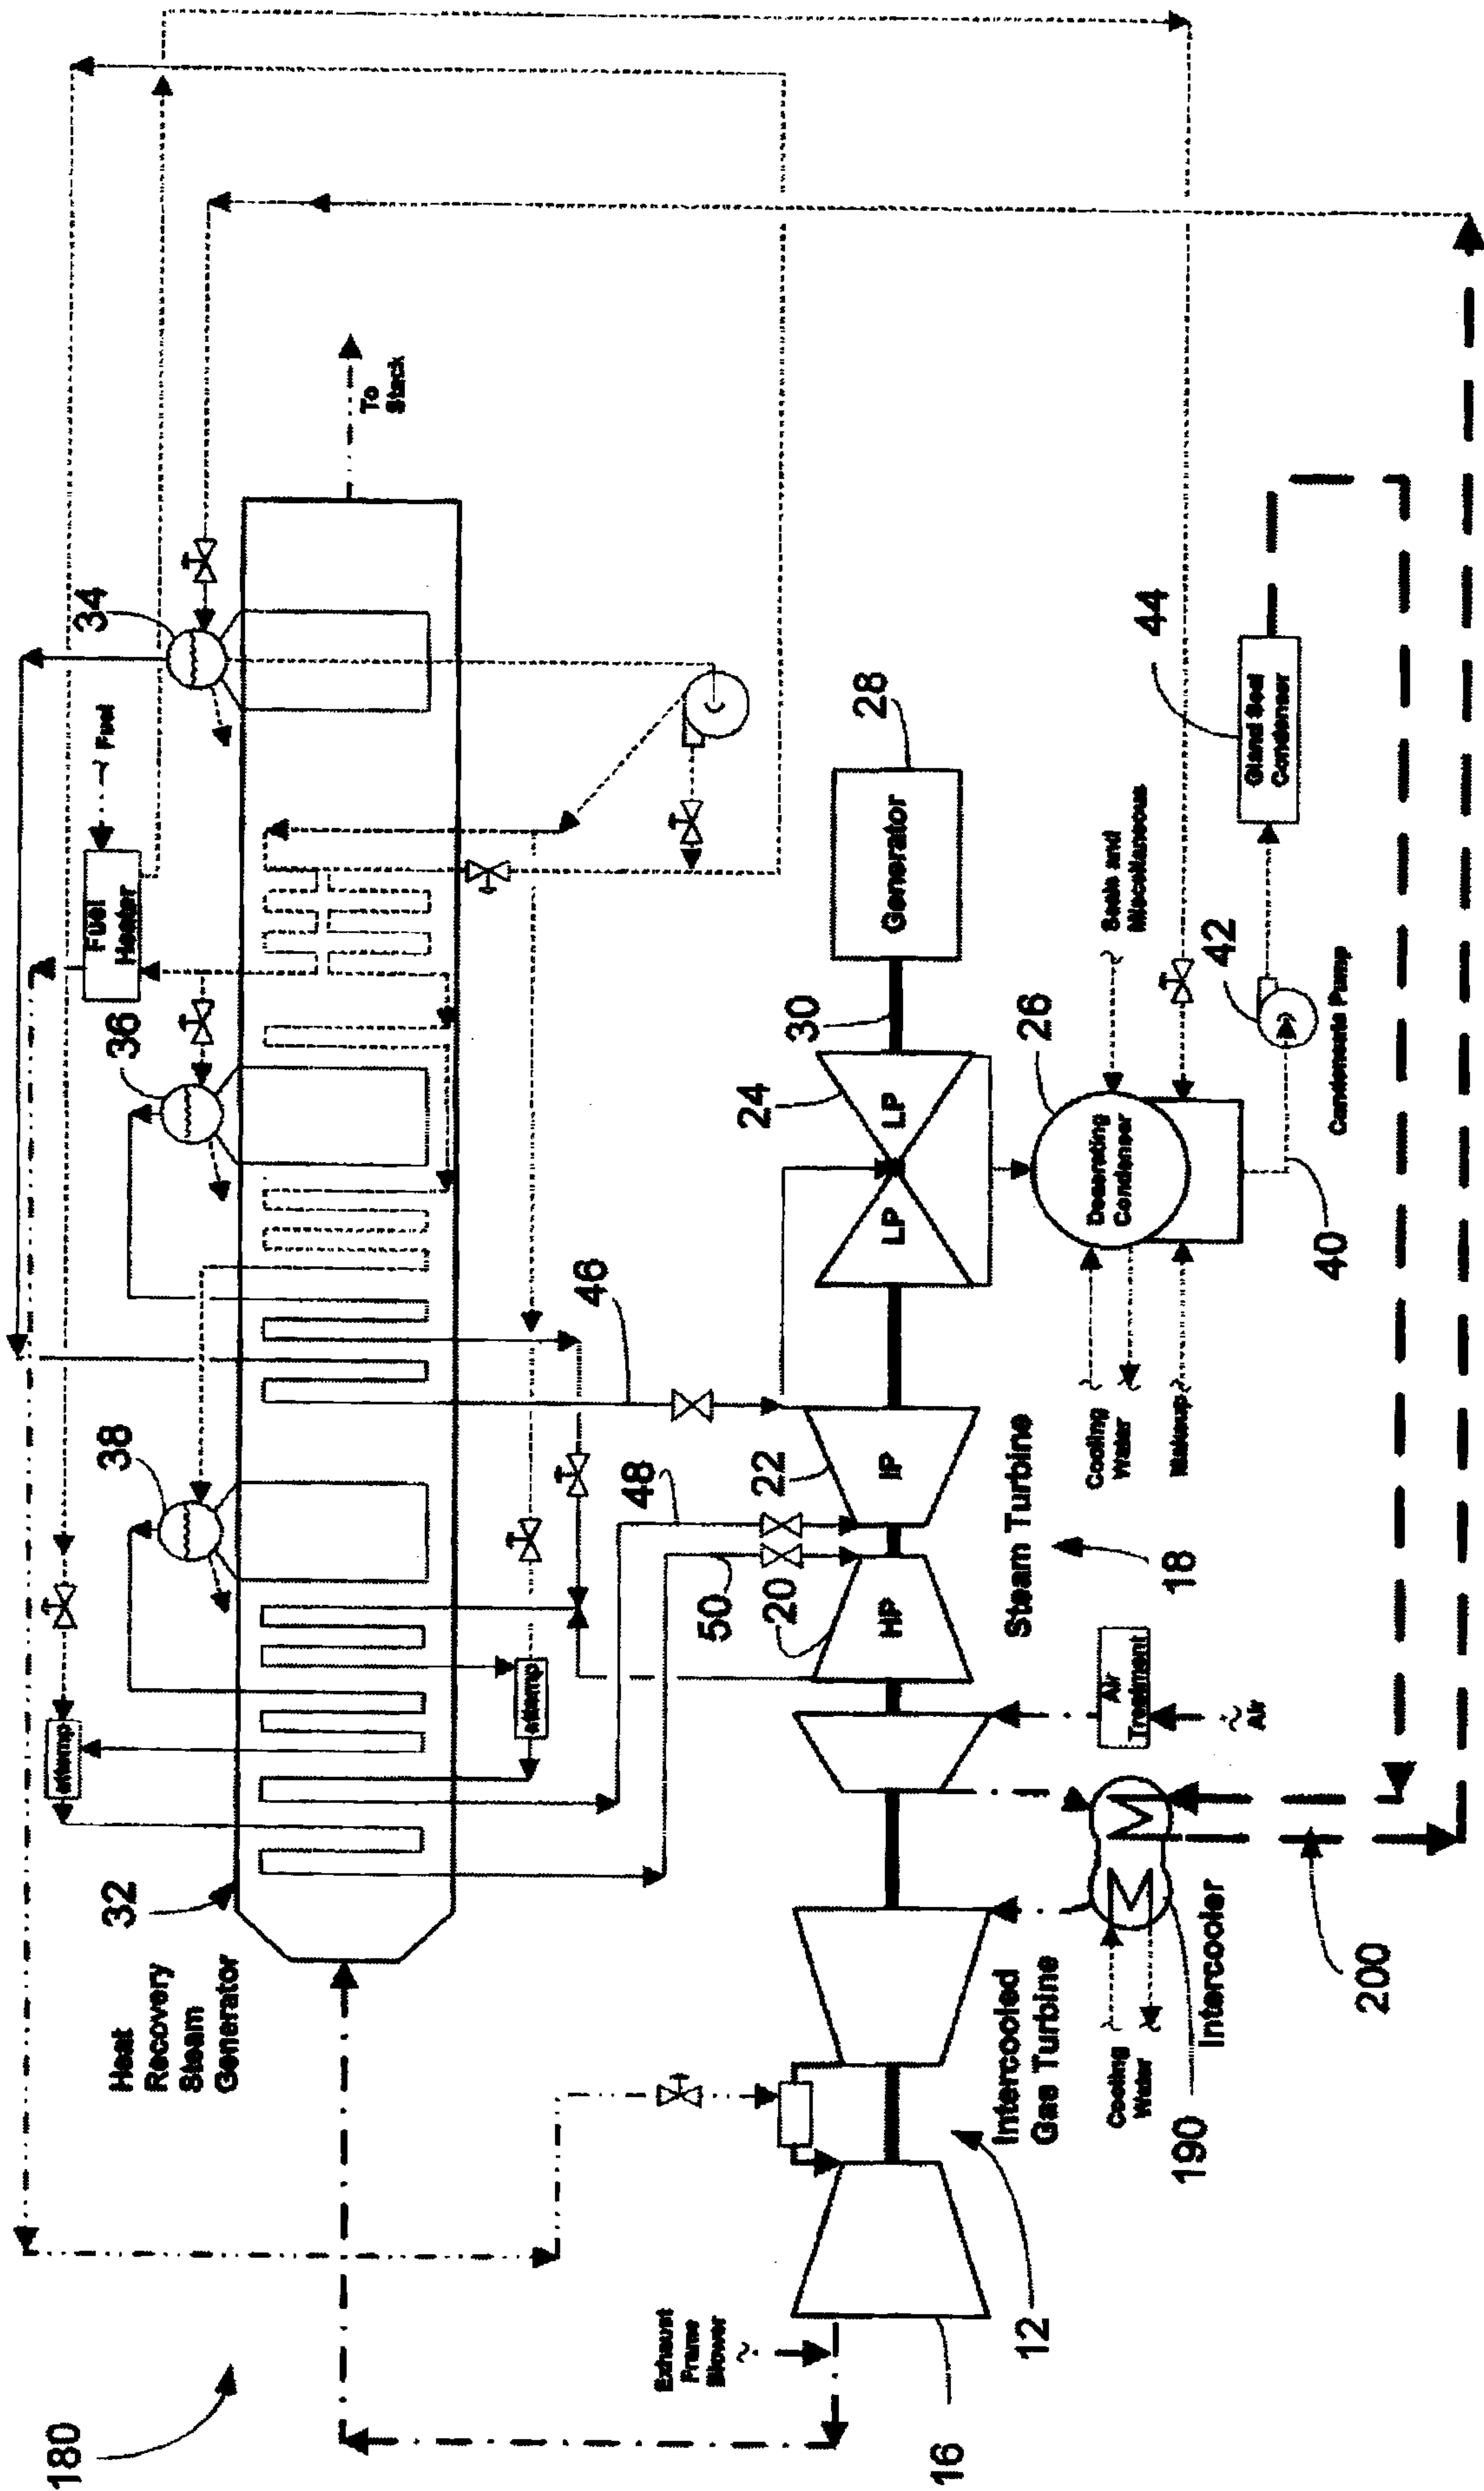 180
Heat
Recovery
Steam
Generator
32
attemp
38
36
Fuel
Heater
Fuel
34
To
Stack
attemp
46
48
50
Exhaust
Frame
Blower
16
12
Intercooled
Gas Turbine
20
HP
22
IP
Steam Turbine
18
24
LP
LP
30
Generator
28
Cooling
Water
190
Intercooler
200
Air
Treatment
Air
Cooling
Water
Makeup
Deaerating
Condenser
26
Seals and
Miscellaneous
40
42
Condensate Pump
44
Gland Seal
Condenser